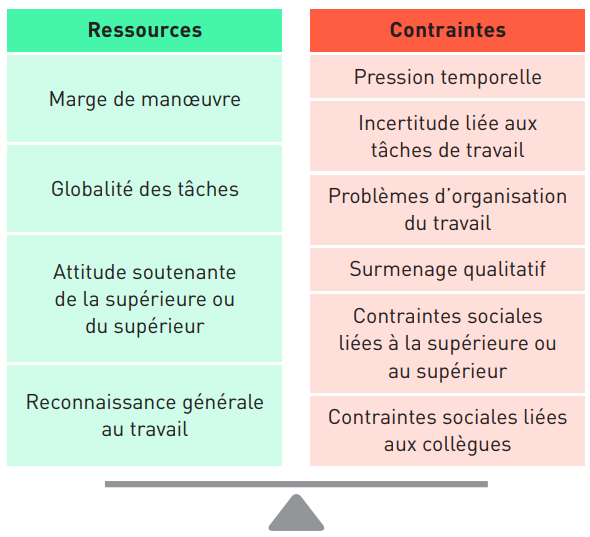 Ressources
Marge de manœuvre
Globalité des tâches
Attitude soutenante
de la supérieure ou
du supérieur
Reconnaissance générale
au travail
Contraintes
Pression temporelle
Incertitude liée aux
tâches de travail
Problèmes d’organisation
du travail
Surmenage qualitatif
Contraintes sociales
liées à la supérieure ou
au supérieur
Contraintes sociales liées
aux collègues